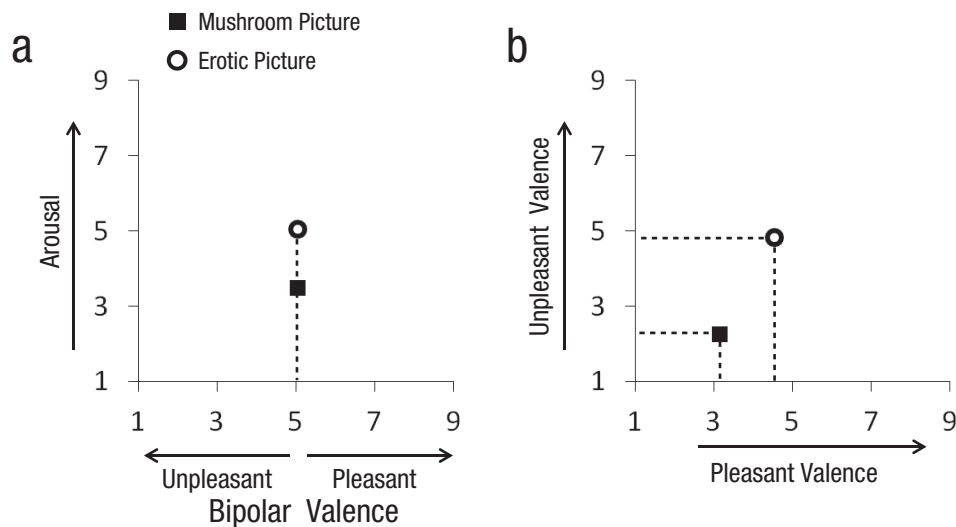 a
Mushroom Picture
Erotic Picture
9
7
5
3
1
Arousal
1 3 5 7 9
Unpleasant Pleasant
Bipolar Valence
b
9
7
5
3
1
Unpleasant Valence
1 3 5 7 9
Pleasant Valence